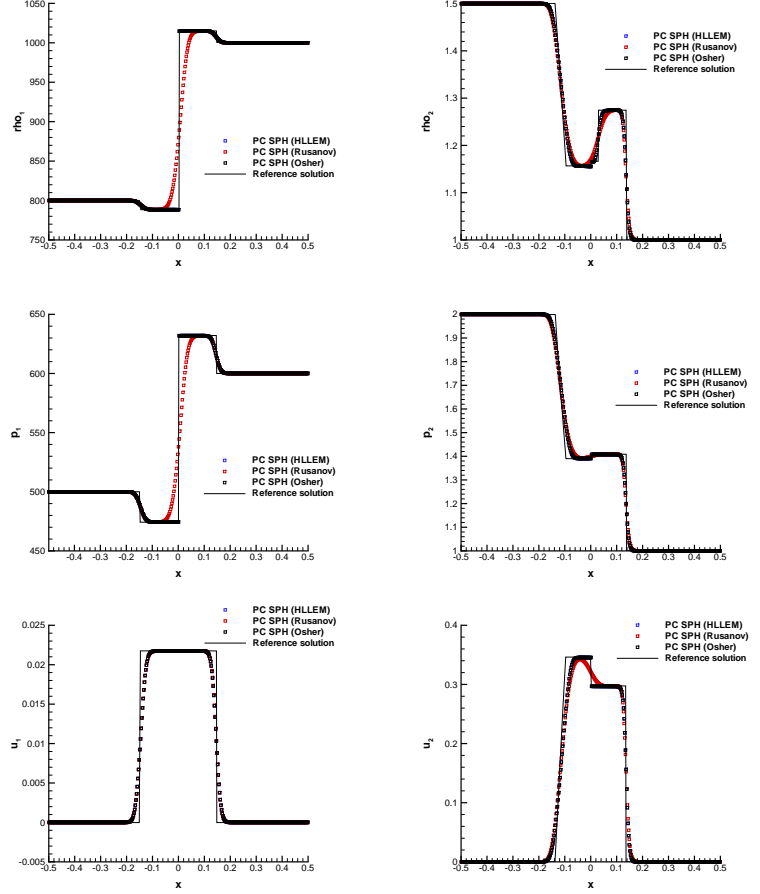 1050
1000
950
900
850
800
750
rho1
PC SPH (HLLEM)
PC SPH (Rusanov)
PC SPH (Osher)
Reference solution
-0.5 -0.4 -0.3 -0.2 -0.1 0 0.1 0.2 0.3 0.4 0.5
x
1.5
1.4
1.3
1.2
1.1
1
rho2
PC SPH (HLLEM)
PC SPH (Rusanov)
PC SPH (Osher)
Reference solution
-0.5 -0.4 -0.3 -0.2 -0.1 0 0.1 0.2 0.3 0.4 0.5
x
650
600
550
500
450
p1
PC SPH (HLLEM)
PC SPH (Rusanov)
PC SPH (Osher)
Reference solution
-0.5 -0.4 -0.3 -0.2 -0.1 0 0.1 0.2 0.3 0.4 0.5
x
2
1.9
1.8
1.7
1.6
1.5
1.4
1.3
1.2
1.1
1
p2
PC SPH (HLLEM)
PC SPH (Rusanov)
PC SPH (Osher)
Reference solution
-0.5 -0.4 -0.3 -0.2 -0.1 0 0.1 0.2 0.3 0.4 0.5
x
PC SPH (HLLEM)
PC SPH (Rusanov)
PC SPH (Osher)
Reference solution
0.025
0.02
0.015
0.01
0.005
0
-0.005
u1
-0.5 -0.4 -0.3 -0.2 -0.1 0 0.1 0.2 0.3 0.4 0.5
x
0.4
0.3
0.2
0.1
0
u2
PC SPH (HLLEM)
PC SPH (Rusanov)
PC SPH (Osher)
Reference solution
-0.5 -0.4 -0.3 -0.2 -0.1 0 0.1 0.2 0.3 0.4 0.5
x